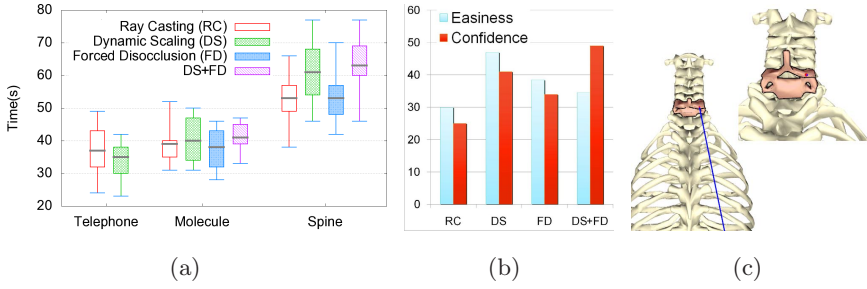 80
70
60
50
40
30
20
Time(s)
Ray Casting (RC)
Dynamic Scaling (DS)
Forced Disocclusion (FD)
DS+FD
Telephone
Molecule
Spine
(a)
60
50
40
30
20
10
0
Easiness
Confidence
RC
DS
FD
DS+FD
(b)
(c)